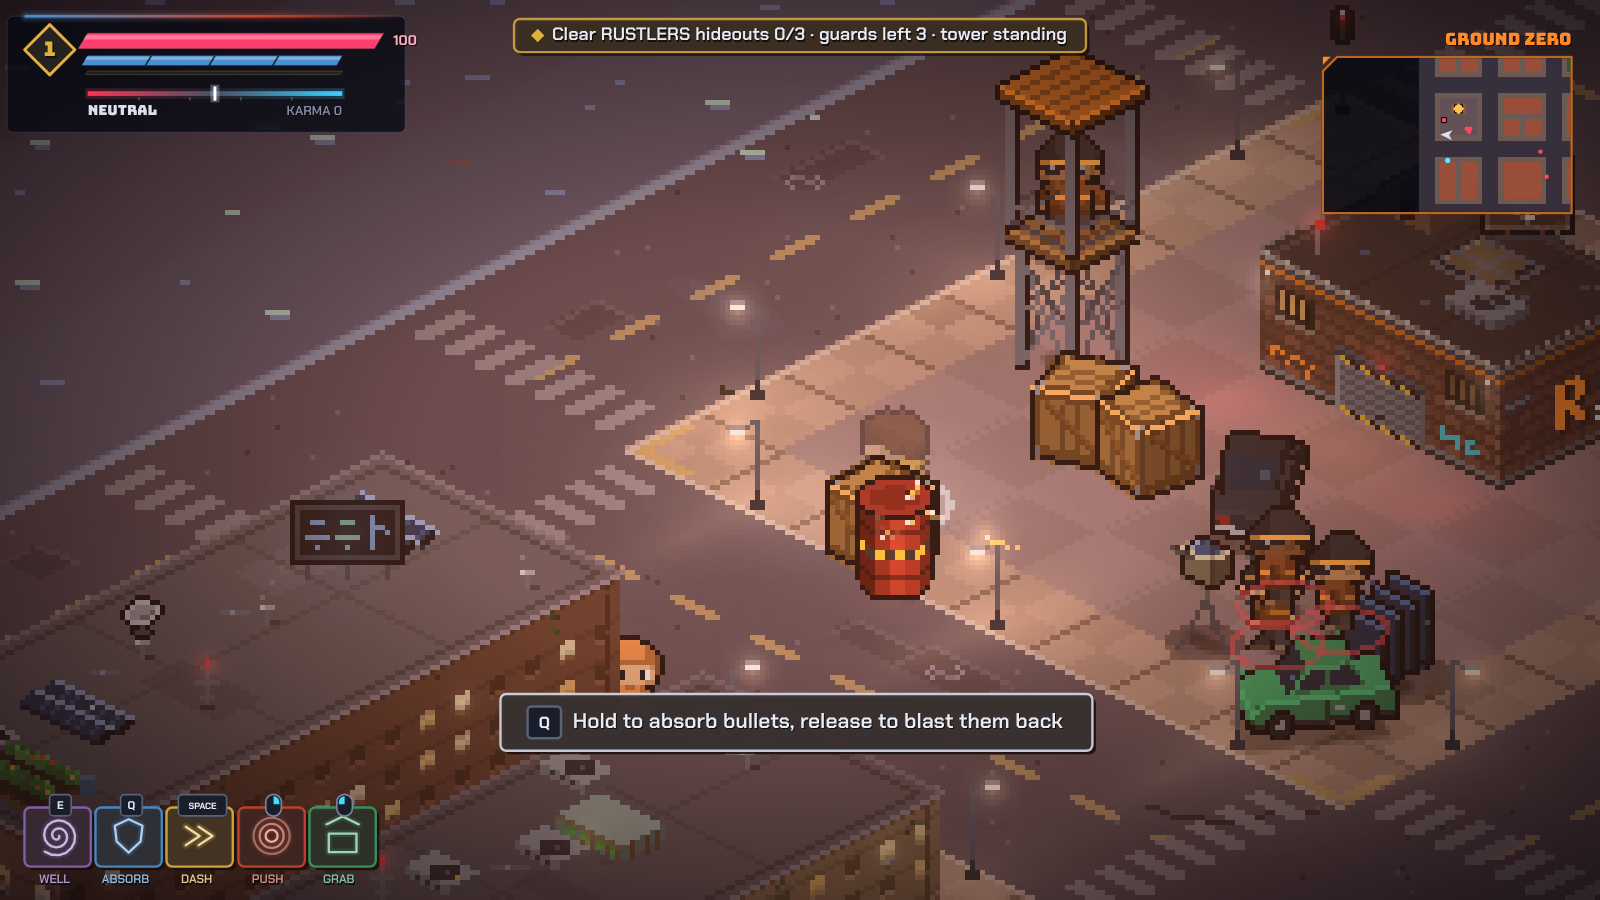 1
100
NEUTRAL
KARMA 0
Clear RUSTLERS hideouts 0/3 · guards left 3 · tower standing
GROUND ZERO
R
Q Hold to absorb bullets, release to blast them back
E
Q
SPACE
WELL
ABSORB
DASH
PUSH
GRAB